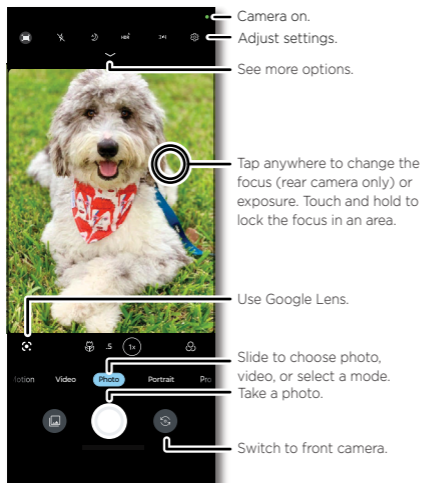 Camera on.
Adjust settings.
See more options.
HDR
Tap anywhere to change the
focus (rear camera only) or
exposure. Touch and hold to
lock the focus in an area.
Use Google Lens.
.5 1x
Slide to choose photo,
video, or select a mode.
Motion Video Photo Portrait Pro
Take a photo.
Switch to front camera.